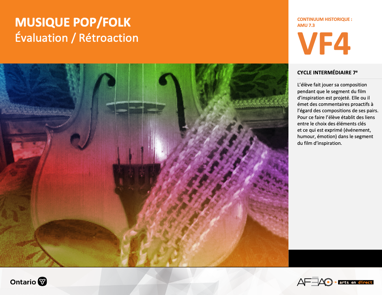 MUSIQUE POP/FOLK
Évaluation / Rétroaction
CONTINUUM HISTORIQUE :
AMU 7.3
VF4
CYCLE INTERMÉDIAIRE 7e
L'élève fait jouer sa composition
pendant que le segment du film
d'inspiration est projeté. Elle ou il
émet des commentaires proactifs à
l'égard des compositions de ses pairs.
Pour ce faire l'élève établit des liens
entre le choix des éléments clés
et ce qui est exprimé (événement,
humour, émotion) dans le segment
du film d'inspiration.
Ontario
AFEAO arts en direct